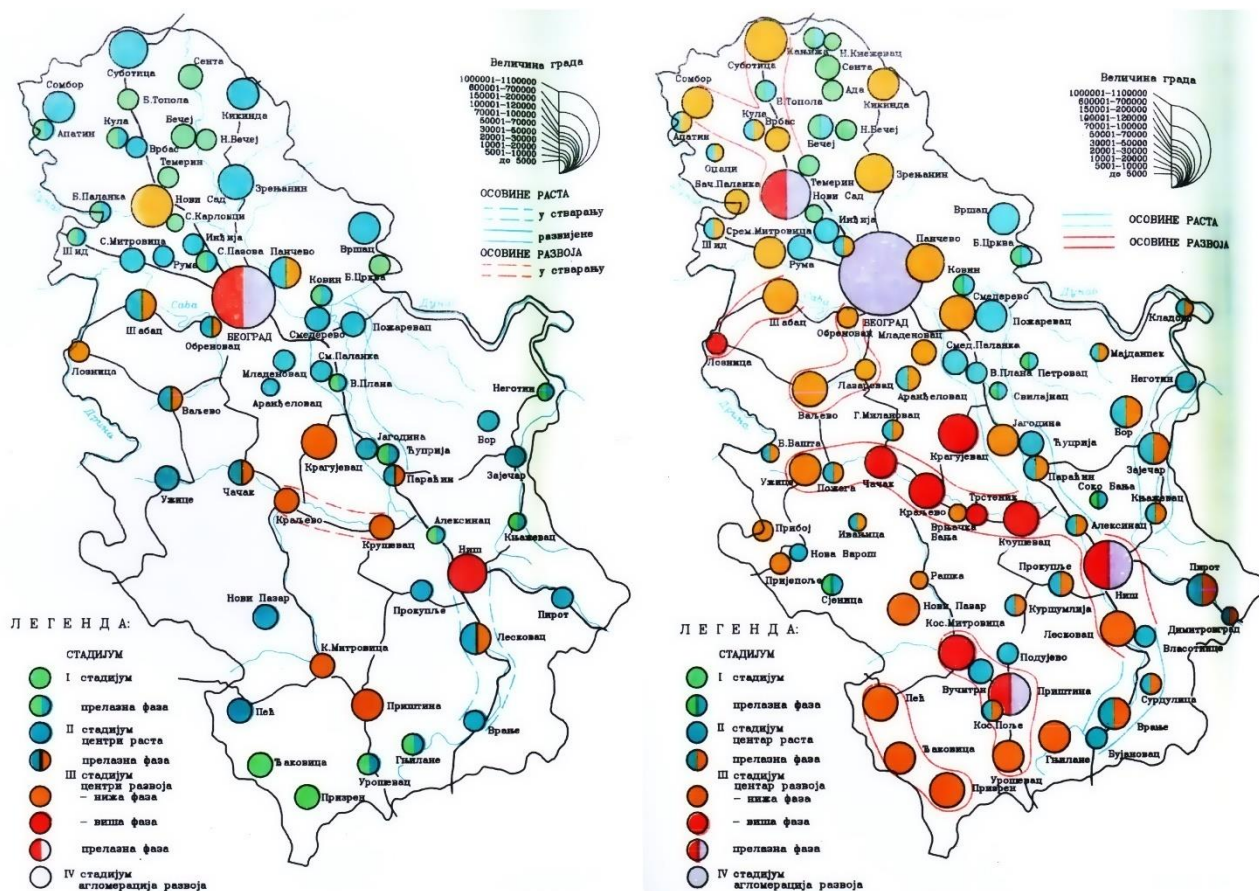 Суботица
Сента
Сомбор
Б.Топола
Кикинда
Апатин
Кула
Врбас
Бечеј
Н.Бечеј
Темерин
Б.Паланка
Нови Сад
Зрењанин
С.Карловци
Шид
С.Митровица
Рума
Инђија
С.Пазова
Панчево
Вршац
Б.Црква
Ковин
Сава
Дунав
Шабац
Обреновац
БЕОГРАД
Смедерево
Пожаревац
Лозница
Младеновац
См.Паланка
В.Плана
Аранђеловац
Неготин
Дрина
Ваљево
Бор
Крагујевац
Јагодина
Ћуприја
Зајечар
Ужице
Чачак
Параћин
Краљево
Крушевац
Алексинац
Књажевац
Ниш
Нови Пазар
Прокупље
Пирот
Лесковац
К.Митровица
Пећ
Приштина
Врање
Ђаковица
Гњилане
Урошевац
Призрен
Величина града
1000001-1100000
600001-700000
150001-200000
100001-120000
70001-100000
50001-70000
30001-50000
20001-30000
10001-20000
5001-10000
до 5000
ОСОВИНЕ РАСТА
у стварању
развијене
ОСОВИНЕ РАЗВОЈА
у стварању
ЛЕГЕНДА:
СТАДИЈУМ
I стадијум
прелазна фаза
II стадијум
центри раста
прелазна фаза
III стадијум
центри развоја
– нижа фаза
– виша фаза
прелазна фаза
IV стадијум
агломерација развоја
Суботица
Кањижа
Н.Кнежевац
Сента
Сомбор
Б.Топола
Ада
Кикинда
Апатин
Кула
Врбас
Бечеј
Н.Бечеј
Оџаци
Бач.Паланка
Темерин
Нови Сад
Зрењанин
Шид
Срем.Митровица
Рума
Инђија
Панчево
Вршац
Б.Црква
Ковин
Сава
Дунав
Смедерево
Шабац
Обреновац
БЕОГРАД
Пожаревац
Кладово
Лозница
Младеновац
Смед.Паланка
Мајданпек
Лазаревац
В.Плана
Петровац
Неготин
Ваљево
Аранђеловац
Свилајнац
Дрина
Г.Милановац
Бор
Б.Башта
Крагујевац
Јагодина
Ћуприја
Зајечар
Ужице
Пожега
Чачак
Параћин
Соко Бања
Књажевац
Краљево
Трстеник
Врњачка
Бања
Крушевац
Алексинац
Прибој
Ивањица
Нова Варош
Пријепоље
Сјеница
Рашка
Прокупље
Ниш
Пирот
Нови Пазар
Куршумлија
Димитровград
Кос.Митровица
Лесковац
Власотинце
Подујево
Вучитрн
Пећ
Приштина
Сурдулица
Кос.Поље
Врање
Ђаковица
Гњилане
Бујановац
Урошевац
Призрен
Величина града
1000001-1100000
600001-700000
150001-200000
100001-120000
70001-100000
50001-70000
30001-50000
20001-30000
10001-20000
5001-10000
до 5000
ОСОВИНЕ РАСТА
ОСОВИНЕ РАЗВОЈА
ЛЕГЕНДА:
СТАДИЈУМ
I стадијум
прелазна фаза
II стадијум
центар раста
прелазна фаза
III стадијум
центар развоја
– нижа фаза
– виша фаза
прелазна фаза
IV стадијум
агломерација развоја